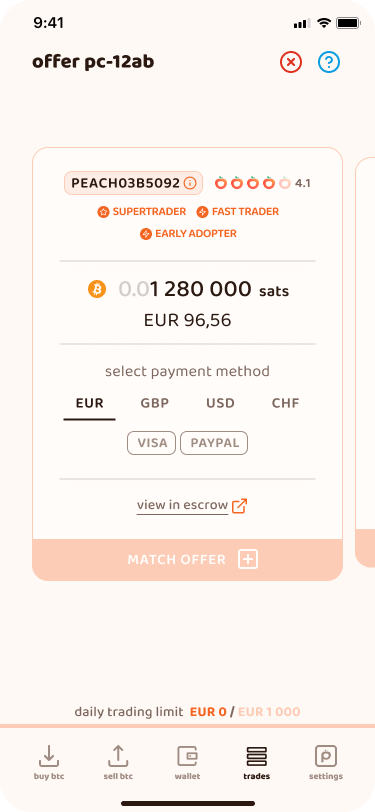 9:41
offer pc-12ab
PEACH03B5092 4.1
SUPERTRADER FAST TRADER
EARLY ADOPTER
0.01 280 000 sats
EUR 96,56
select payment method
EUR GBP USD CHF
VISA PAYPAL
view in escrow
MATCH OFFER
daily trading limit EUR 0 / EUR 1 000
buy btc sell btc wallet trades settings